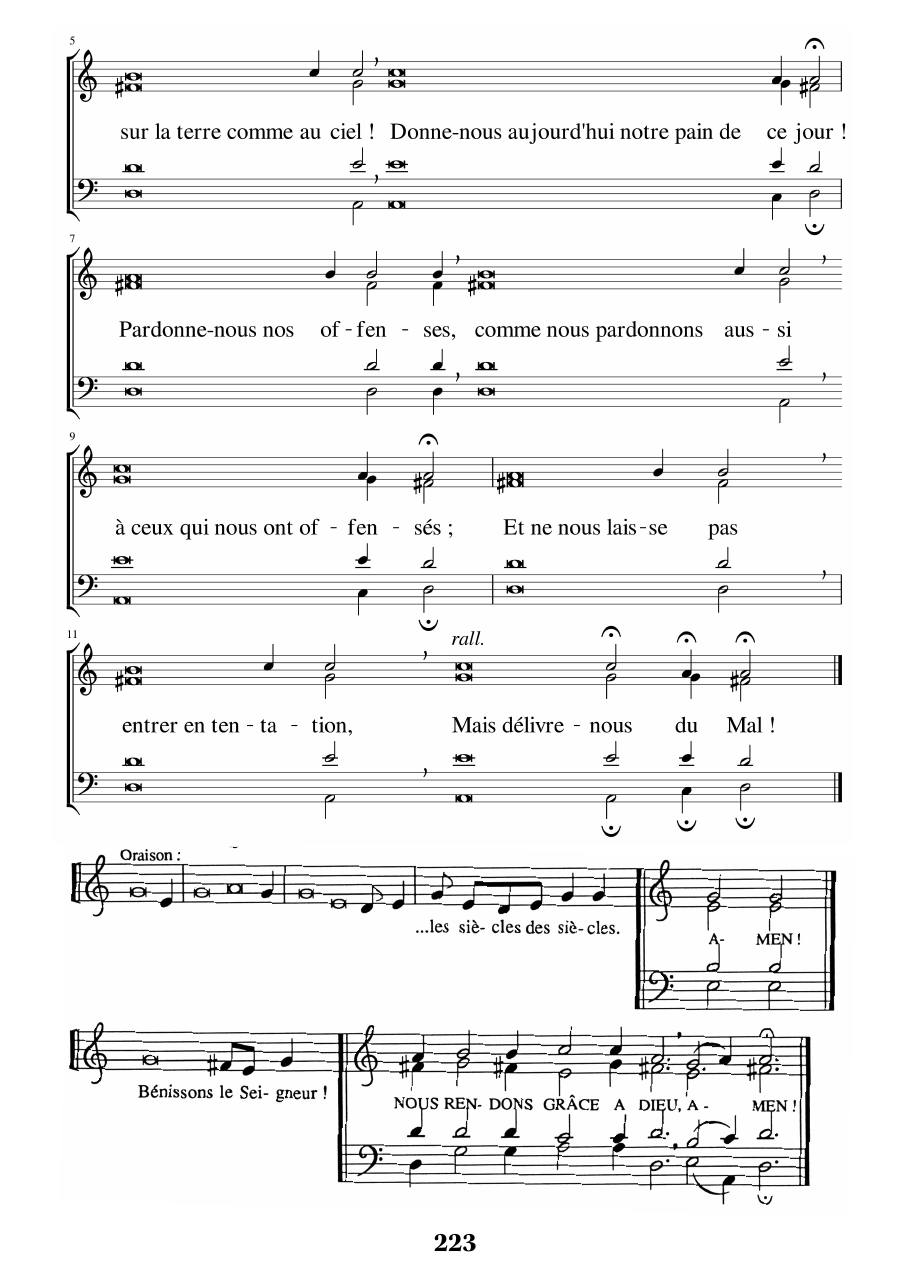 5
sur la terre comme au ciel ! Donne-nous aujourd'hui notre pain de ce jour !
7
Pardonne-nous nos of - fen - ses, comme nous pardonnons aus - si
9
à ceux qui nous ont of - fen - sés ; Et ne nous lais - se pas
11
rall.
entrer en ten - ta - tion, Mais délivre - nous du Mal !
Oraison :
...les siè- cles des siè- cles.
A- MEN !
Bénissons le Sei- gneur !
NOUS REN- DONS GRÂCE A DIEU, A - MEN !
223